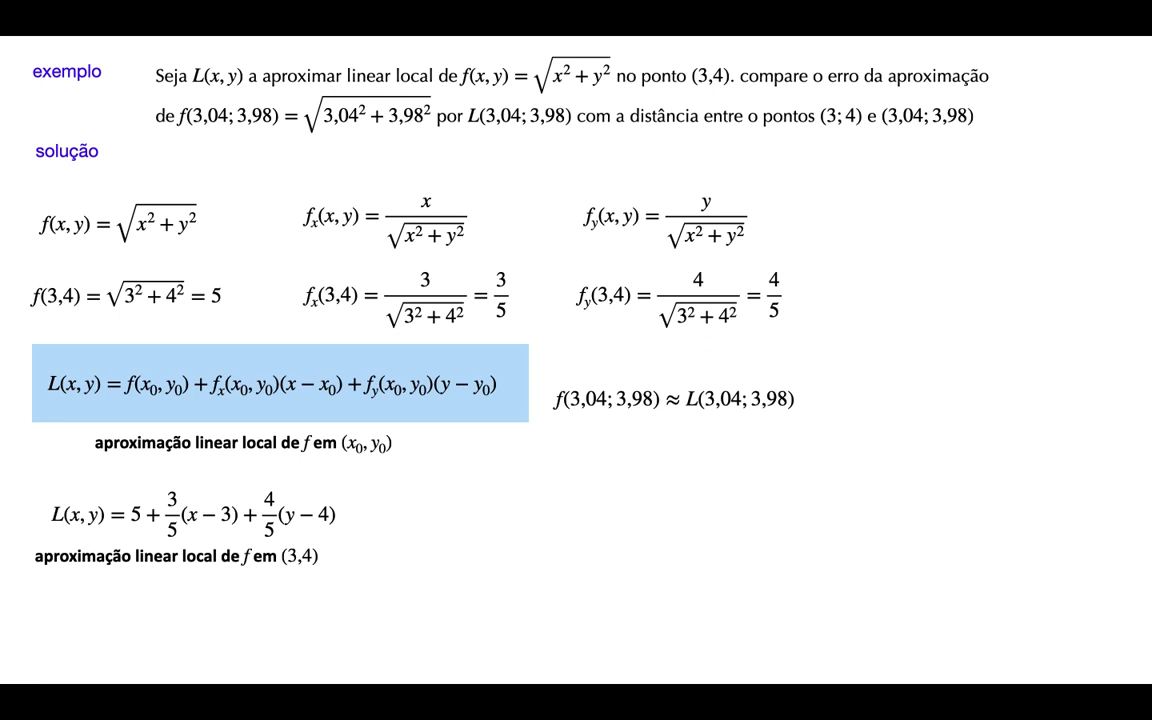 exemplo
Seja L(x, y) a aproximar linear local de f(x, y) = √(x² + y²) no ponto (3,4). compare o erro da aproximação
de f(3,04; 3,98) = √(3,04² + 3,98²) por L(3,04; 3,98) com a distância entre o pontos (3; 4) e (3,04; 3,98)
solução
f(x, y) = √(x² + y²) fₓ(x, y) = x / √(x² + y²) f_y(x, y) = y / √(x² + y²)
f(3,4) = √(3² + 4²) = 5 fₓ(3,4) = 3 / √(3² + 4²) = 3/5 f_y(3,4) = 4 / √(3² + 4²) = 4/5
L(x, y) = f(x₀, y₀) + fₓ(x₀, y₀)(x − x₀) + f_y(x₀, y₀)(y − y₀)
f(3,04; 3,98) ≈ L(3,04; 3,98)
aproximação linear local de f em (x₀, y₀)
L(x, y) = 5 + 3/5(x − 3) + 4/5(y − 4)
aproximação linear local de f em (3,4)